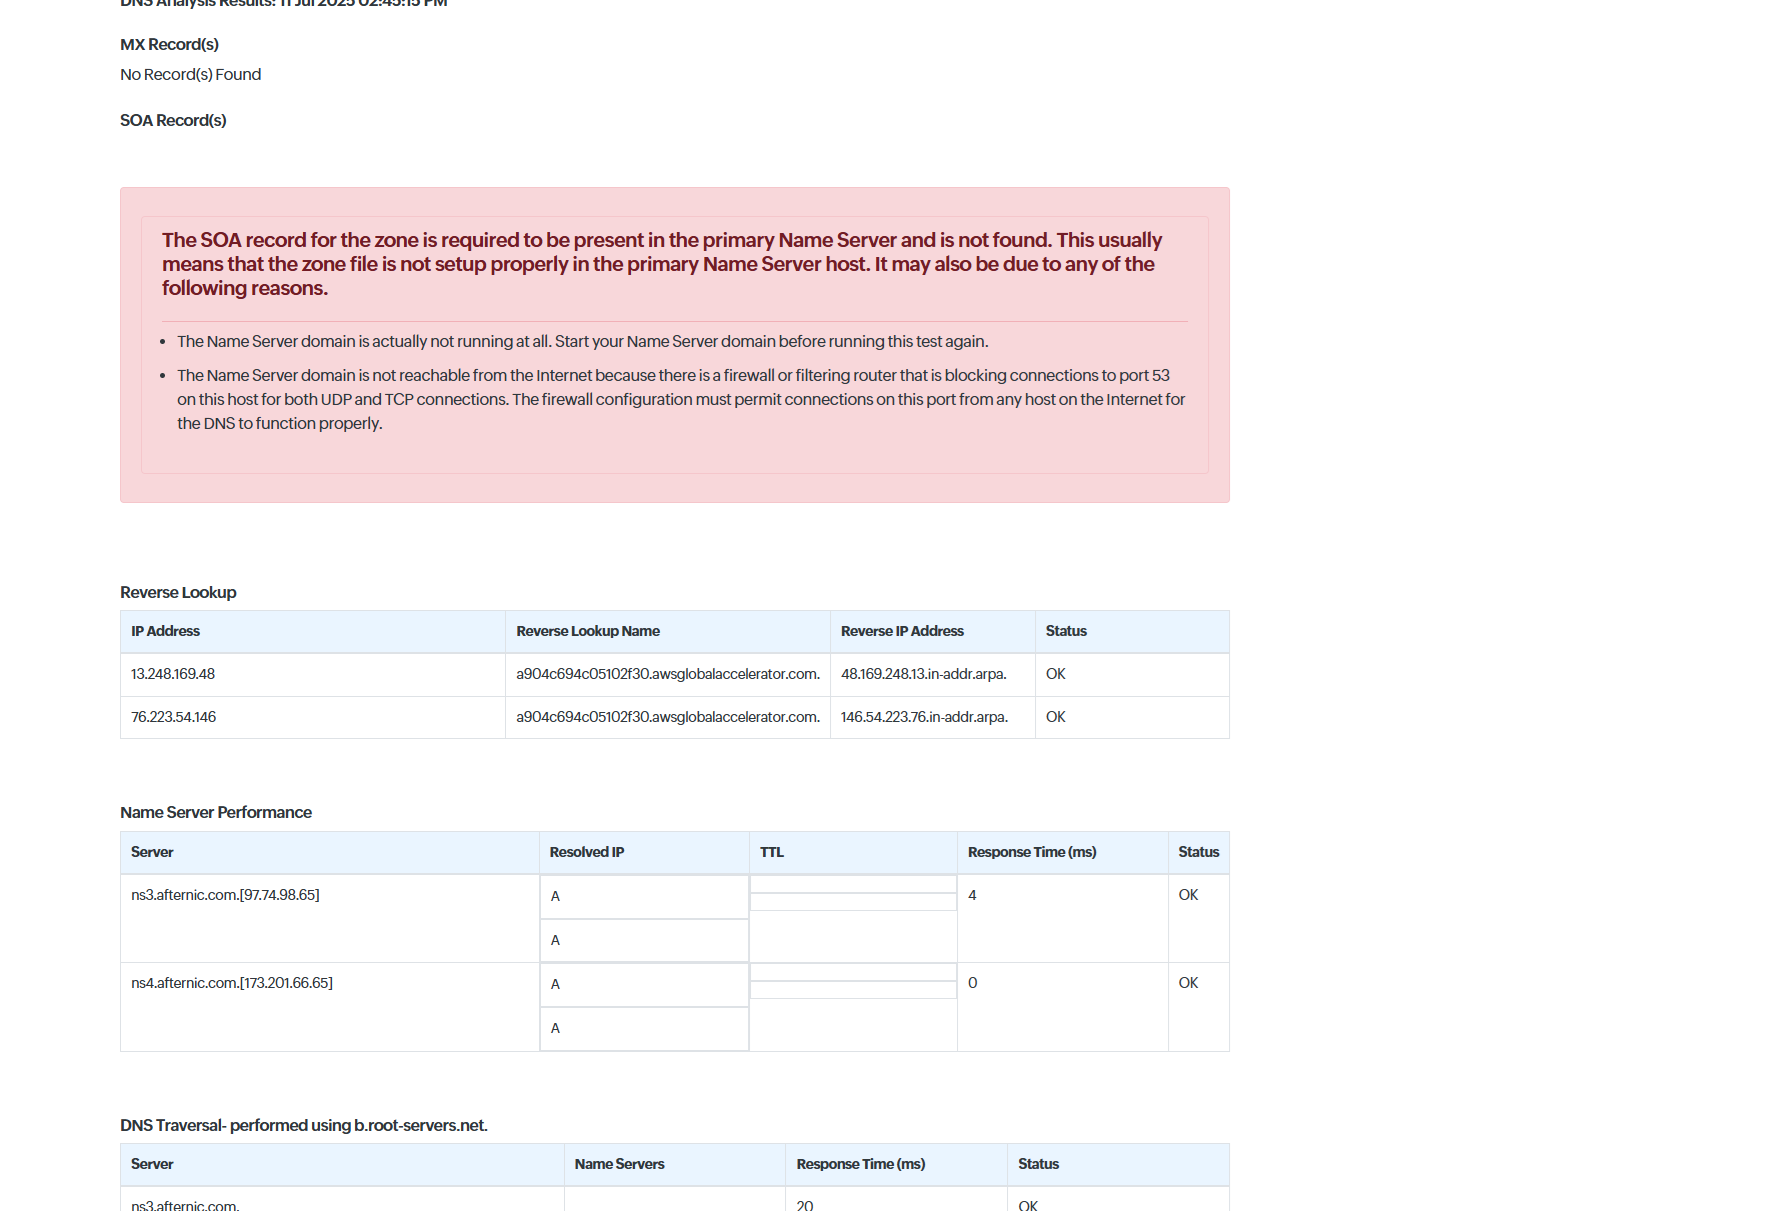 DNS Analysis Results: 11 Jul 2025 02:45:15 PM
MX Record(s)
No Record(s) Found
SOA Record(s)
The SOA record for the zone is required to be present in the primary Name Server and is not found. This usually
means that the zone file is not setup properly in the primary Name Server host. It may also be due to any of the
following reasons.
The Name Server domain is actually not running at all. Start your Name Server domain before running this test again.
The Name Server domain is not reachable from the Internet because there is a firewall or filtering router that is blocking connections to port 53
on this host for both UDP and TCP connections. The firewall configuration must permit connections on this port from any host on the Internet for
the DNS to function properly.
Reverse Lookup
IP Address Reverse Lookup Name Reverse IP Address Status
13.248.169.48 a904c694c05102f30.awsglobalaccelerator.com. 48.169.248.13.in-addr.arpa. OK
76.223.54.146 a904c694c05102f30.awsglobalaccelerator.com. 146.54.223.76.in-addr.arpa. OK
Name Server Performance
Server Resolved IP TTL Response Time (ms) Status
ns3.afternic.com.[97.74.98.65] A 4 OK
A
ns4.afternic.com.[173.201.66.65] A 0 OK
A
DNS Traversal- performed using b.root-servers.net.
Server Name Servers Response Time (ms) Status
ns3.afternic.com. 20 OK